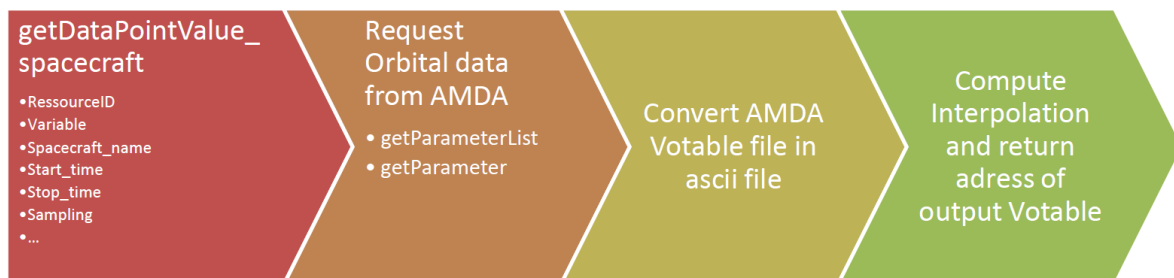 getDataPointValue_
spacecraft
•RessourceID
•Variable
•Spacecraft_name
•Start_time
•Stop_time
•Sampling
•...
Request
Orbital data
from AMDA
• getParameterList
• getParameter
Convert AMDA
Votable file in
ascii file
Compute
Interpolation
and return
adress of
output Votable